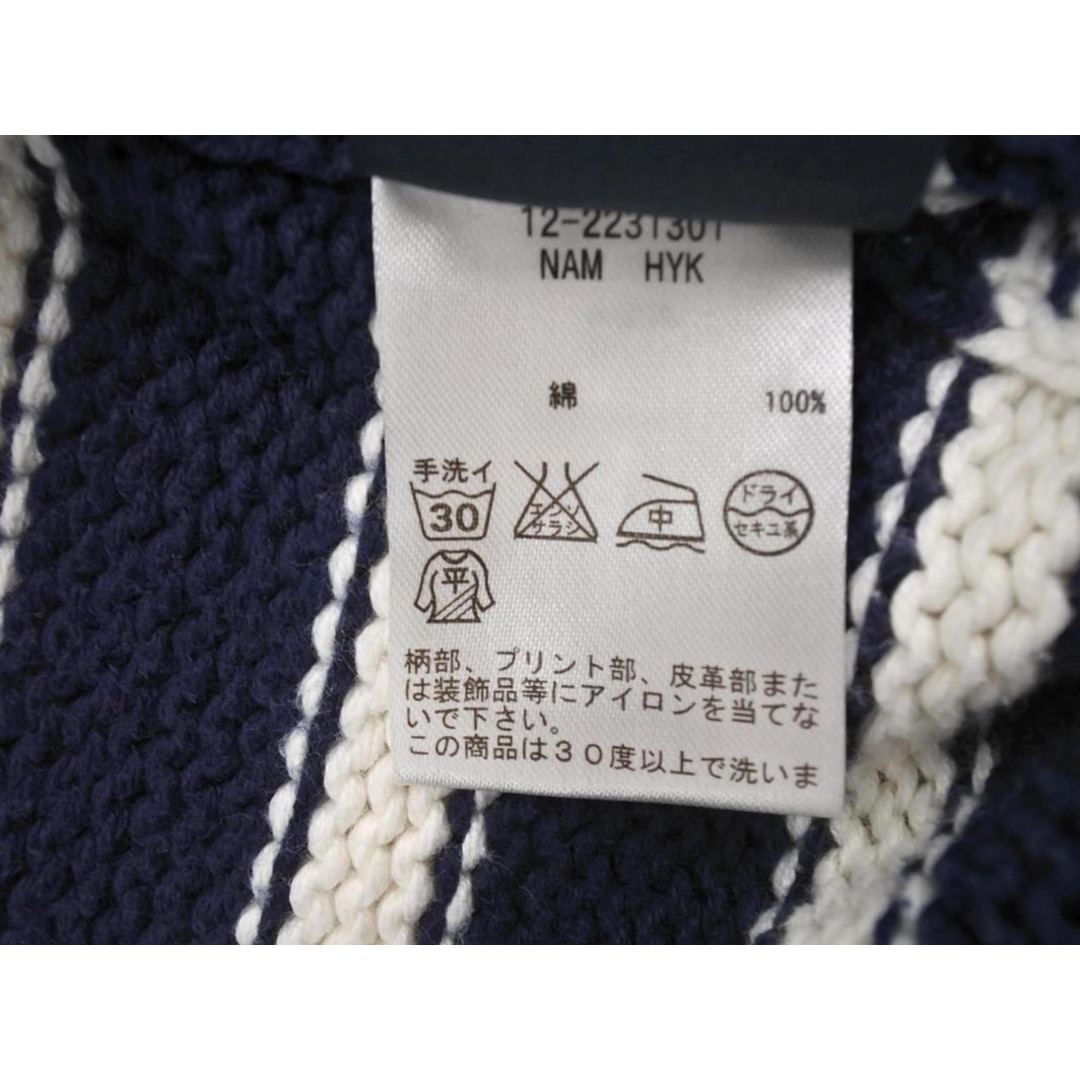 12-2231301
NAM HYK
綿 100%
手洗イ
30
エンソ
サラシ
中
ドライ
セキユ系
平
柄部、プリント部、皮革部また
は装飾品等にアイロンを当てな
いで下さい。
この商品は３０度以上で洗いま